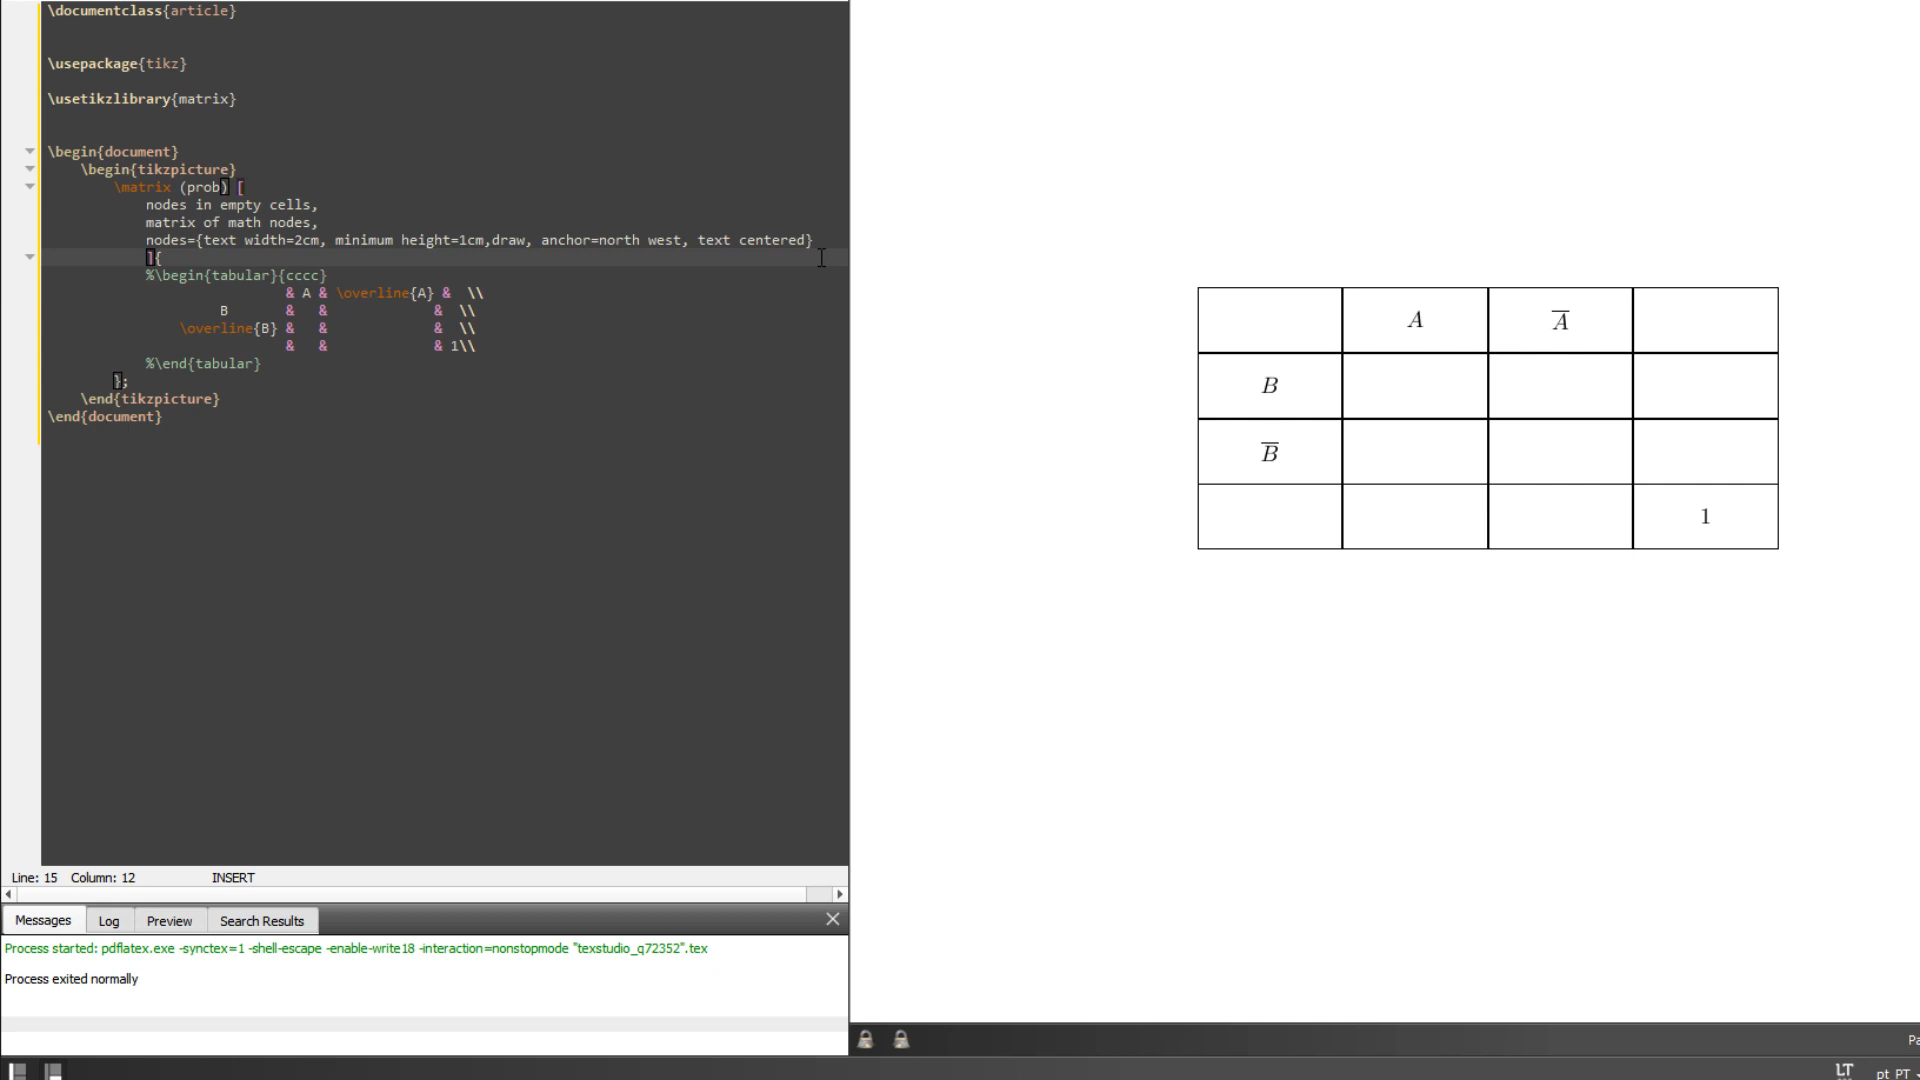 \documentclass{article}
\usepackage{tikz}
\usetikzlibrary{matrix}
\begin{document}
\begin{tikzpicture}
\matrix (prob) [
nodes in empty cells,
matrix of math nodes,
nodes={text width=2cm, minimum height=1cm,draw, anchor=north west, text centered}
]{
%\begin{tabular}{cccc}
& A & \overline{A} & \\
B & & & \\
\overline{B} & & & \\
& & & 1\\
%\end{tabular}
};
\end{tikzpicture}
\end{document}
Line: 15 Column: 12 INSERT
Messages Log Preview Search Results
Process started: pdflatex.exe -synctex=1 -shell-escape -enable-write18 -interaction=nonstopmode "texstudio_q72352".tex
Process exited normally
A A̅
B
B̅
1
LT pt PT